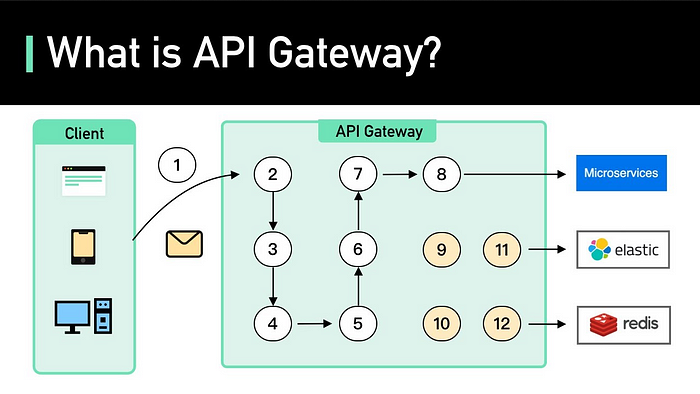 What is API Gateway?
Client
API Gateway
1
2
7
8
Microservices
3
6
9
11
elastic
4
5
10
12
redis